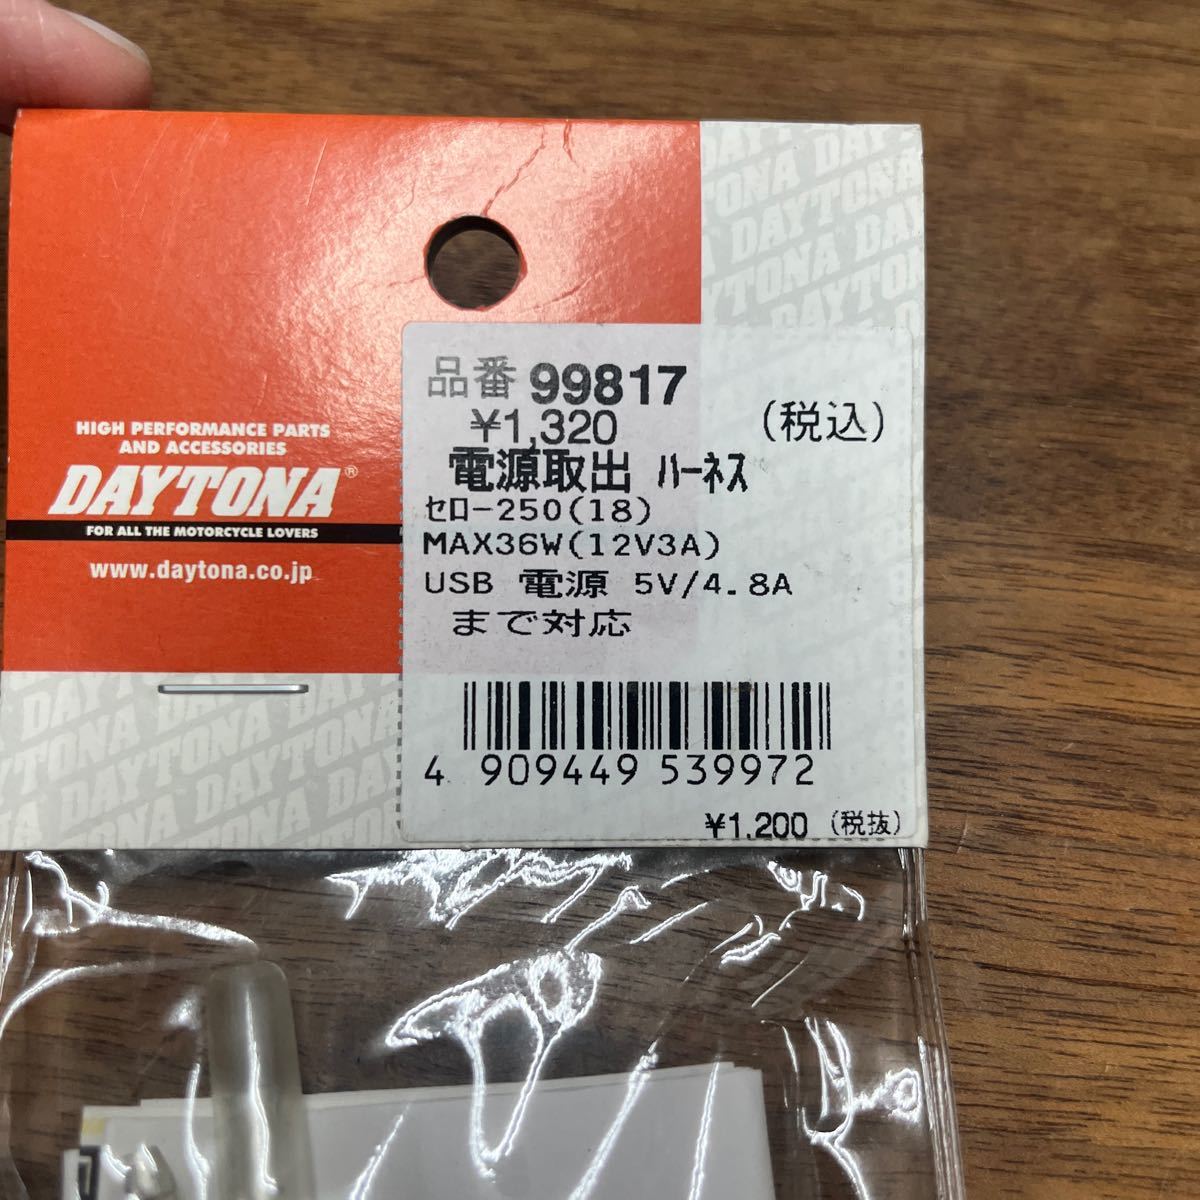 HIGH PERFORMANCE PARTS
AND ACCESSORIES
DAYTONA®
FOR ALL THE MOTORCYCLE LOVERS
www.daytona.co.jp
品番 99817
¥1,320 (税込)
電源取出 ハーネス
セロー250(18)
MAX36W(12V3A)
USB 電源 5V/4.8A
まで対応
4 909449 539972
¥1,200 (税抜)